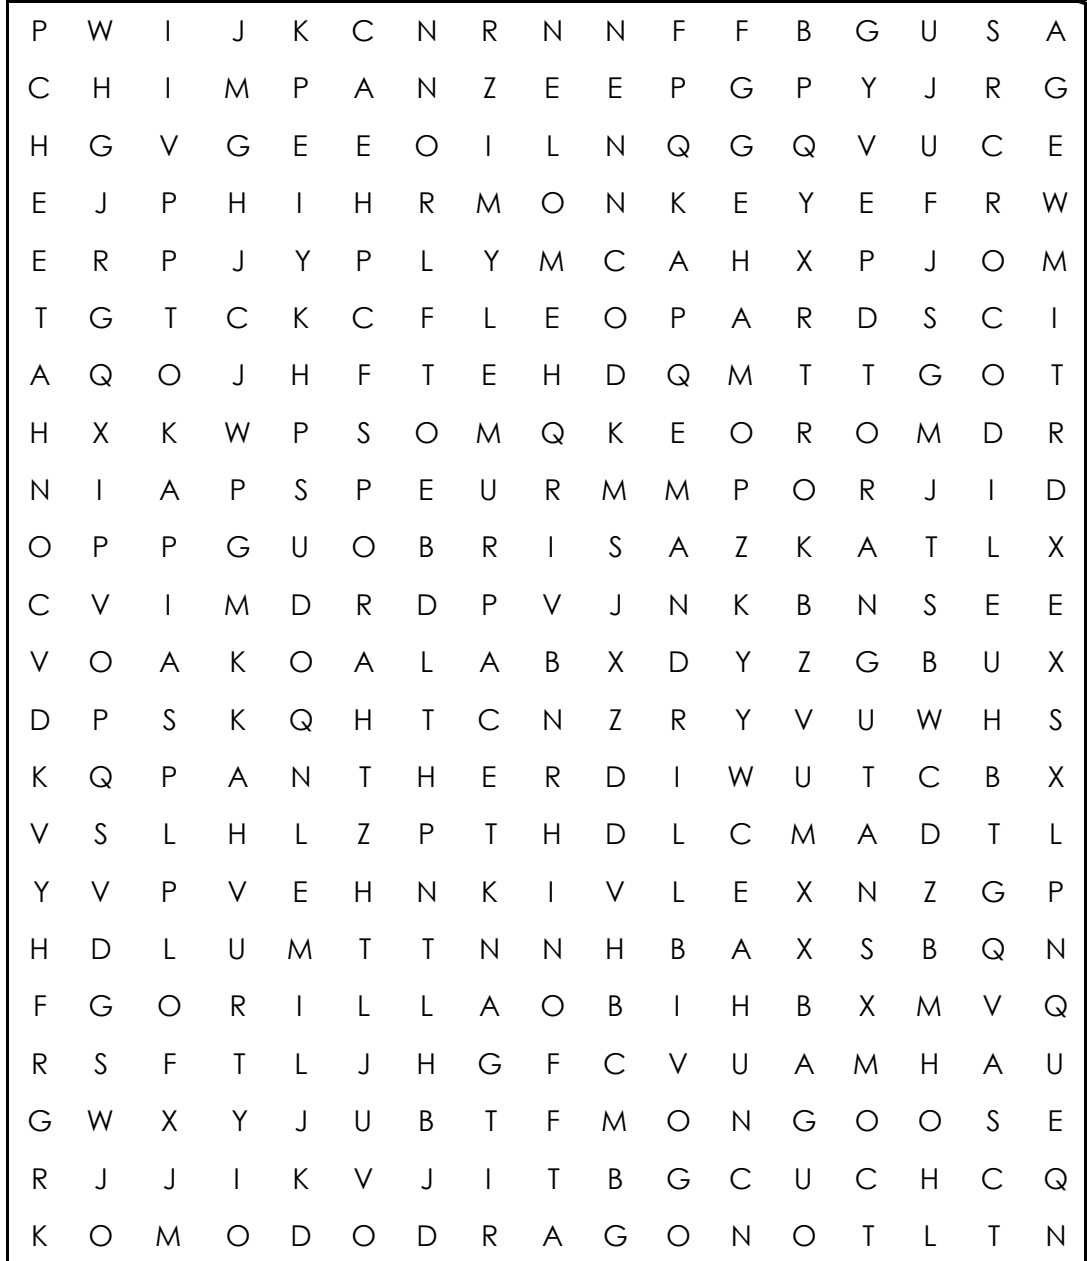 P W I J K C N R N N F F B G U S A
C H I M P A N Z E E P G P Y J R G
H G V G E E O I L N Q G Q V U C E
E J P H I H R M O N K E Y E F R W
E R P J Y P L Y M C A H X P J O M
T G T C K C F L E O P A R D S C I
A Q O J H F T E H D Q M T T G O T
H X K W P S O M Q K E O R O M D R
N I A P S P E U R M M P O R J I D
O P P G U O B R I S A Z K A T L X
C V I M D R D P V J N K B N S E E
V O A K O A L A B X D Y Z G B U X
D P S K Q H T C N Z R Y V U W H S
K Q P A N T H E R D I W U T C B X
V S L H L Z P T H D L C M A D T L
Y V P V E H N K I V L E X N Z G P
H D L U M T T N N H B A X S B Q N
F G O R I L L A O B I H B X M V Q
R S F T L J H G F C V U A M H A U
G W X Y J U B T F M O N G O O S E
R J J I K V J I T B G C U C H C Q
K O M O D O D R A G O N O T L T N